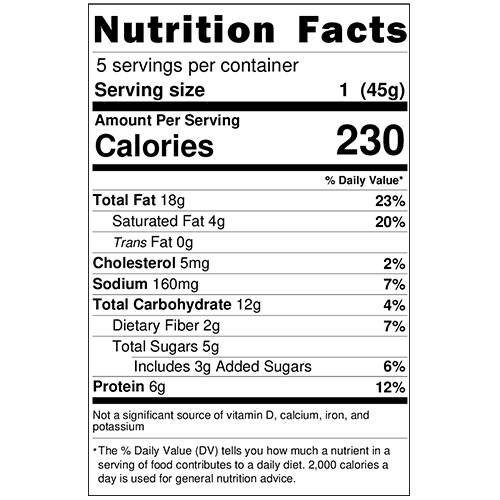 Nutrition Facts
5 servings per container
Serving size 1 (45g)
Amount Per Serving
Calories 230
% Daily Value*
Total Fat 18g 23%
Saturated Fat 4g 20%
Trans Fat 0g
Cholesterol 5mg 2%
Sodium 160mg 7%
Total Carbohydrate 12g 4%
Dietary Fiber 2g 7%
Total Sugars 5g
Includes 3g Added Sugars 6%
Protein 6g 12%
Not a significant source of vitamin D, calcium, iron, and
potassium
*The % Daily Value (DV) tells you how much a nutrient in a
serving of food contributes to a daily diet. 2,000 calories a
day is used for general nutrition advice.